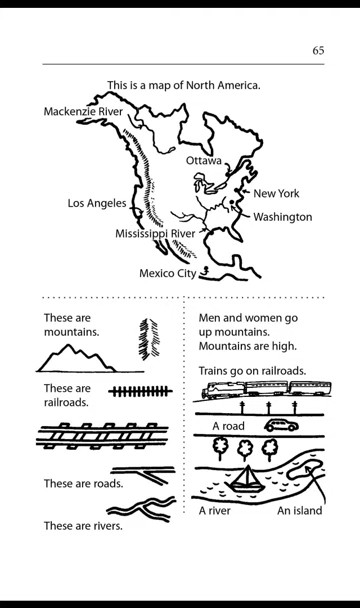 65
This is a map of North America.
Mackenzie River
Ottawa
New York
Los Angeles
Washington
Mississippi River
Mexico City
These are
mountains.
These are
railroads.
These are roads.
These are rivers.
Men and women go
up mountains.
Mountains are high.
Trains go on railroads.
A road
A river
An island